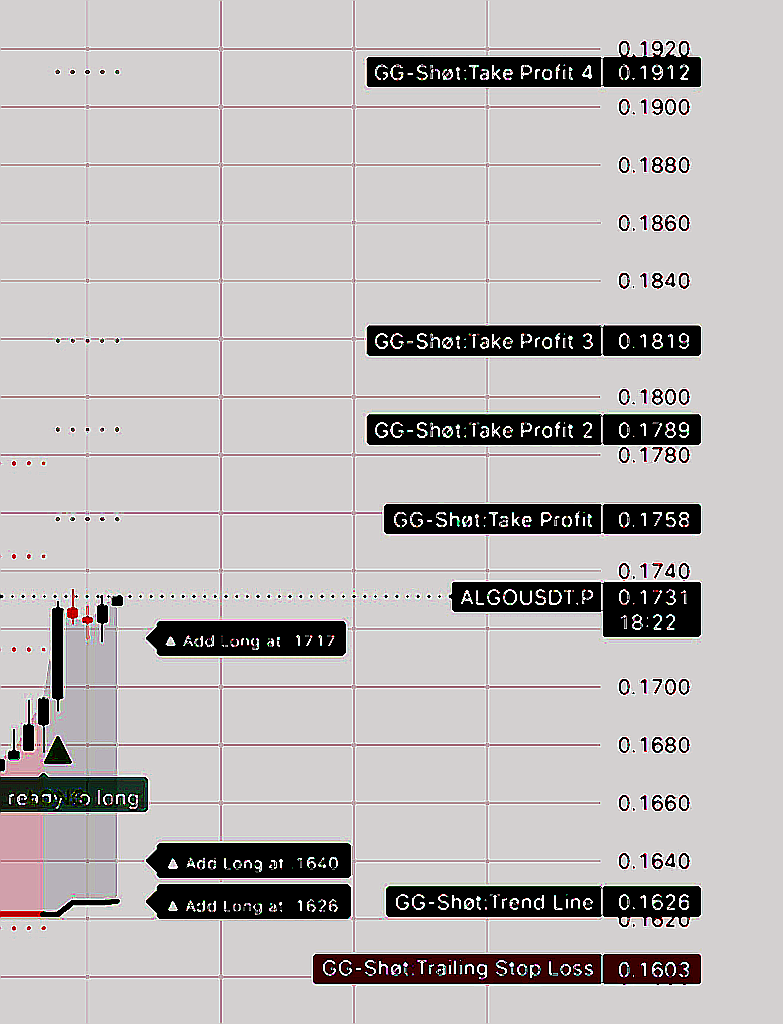 0.1920
GG-Shøt:Take Profit 4 0.1912
0.1900
0.1880
0.1860
0.1840
GG-Shøt:Take Profit 3 0.1819
0.1800
GG-Shøt:Take Profit 2 0.1789
0.1780
GG-Shøt:Take Profit 0.1758
0.1740
ALGOUSDT.P 0.1731
18:22
▲ Add Long at .1717
0.1700
0.1680
0.1660
ready to long
0.1640
▲ Add Long at .1640
GG-Shøt:Trend Line 0.1626
▲ Add Long at .1626
0.1620
GG-Shøt:Trailing Stop Loss 0.1603